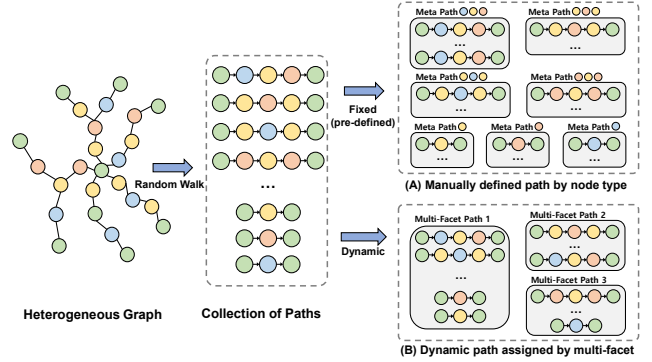 Meta Path
Meta Path
...
...
Meta Path
Meta Path
...
...
Meta Path
Meta Path
Meta Path
...
...
...
(A) Manually defined path by node type
Fixed
(pre-defined)
Random Walk
...
Dynamic
Multi-Facet Path 1
...
Multi-Facet Path 2
...
Multi-Facet Path 3
...
Heterogeneous Graph
Collection of Paths
(B) Dynamic path assigned by multi-facet